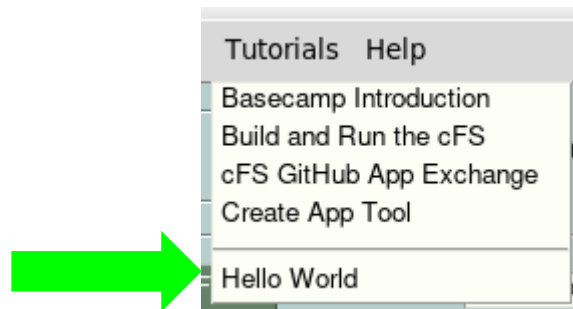 Tutorials Help
Basecamp Introduction
Build and Run the cFS
cFS GitHub App Exchange
Create App Tool
Hello World